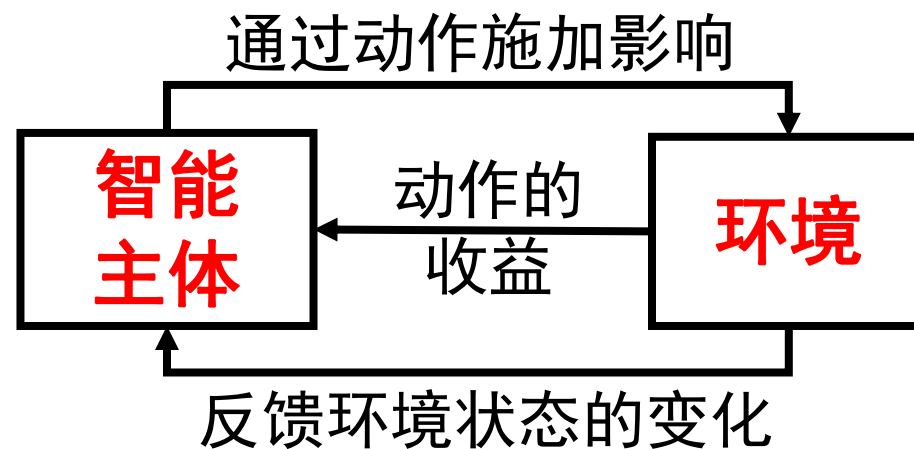 通过动作施加影响
智能
主体
动作的
收益
环境
反馈环境状态的变化